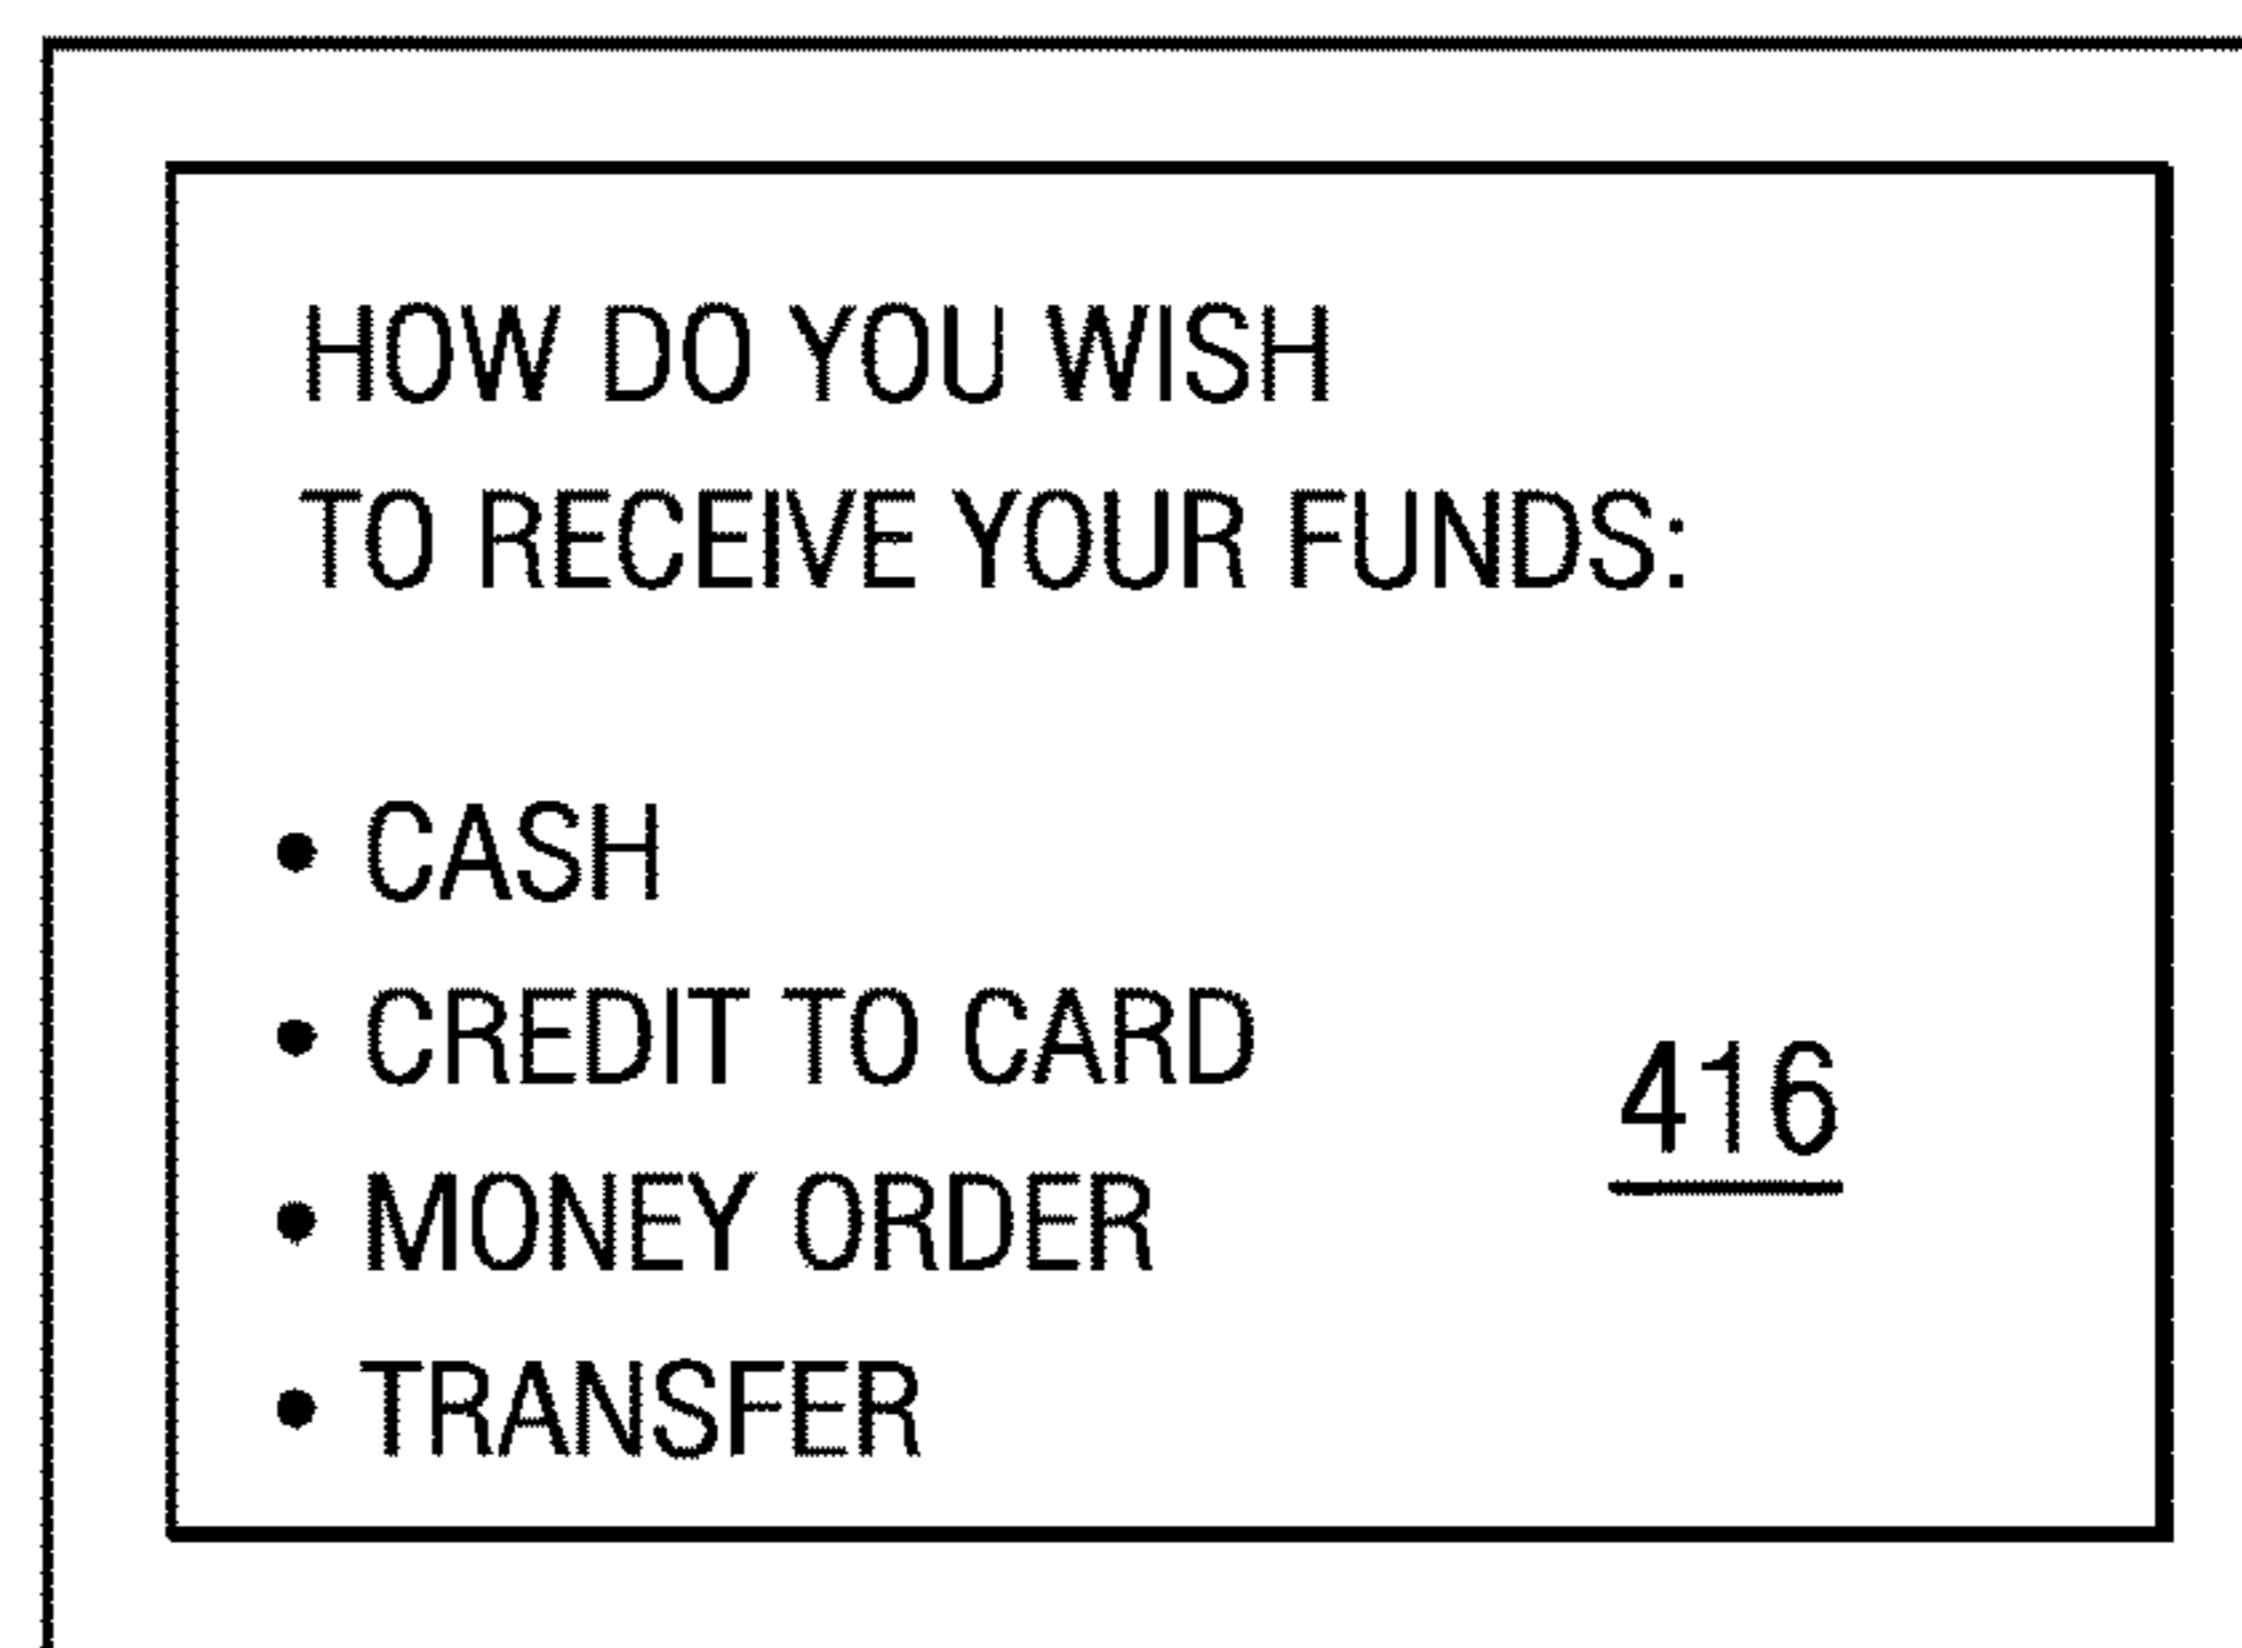 HOW DO YOU WISH
TO RECEIVE YOUR FUNDS:
• CASH
• CREDIT TO CARD
• MONEY ORDER
• TRANSFER
416